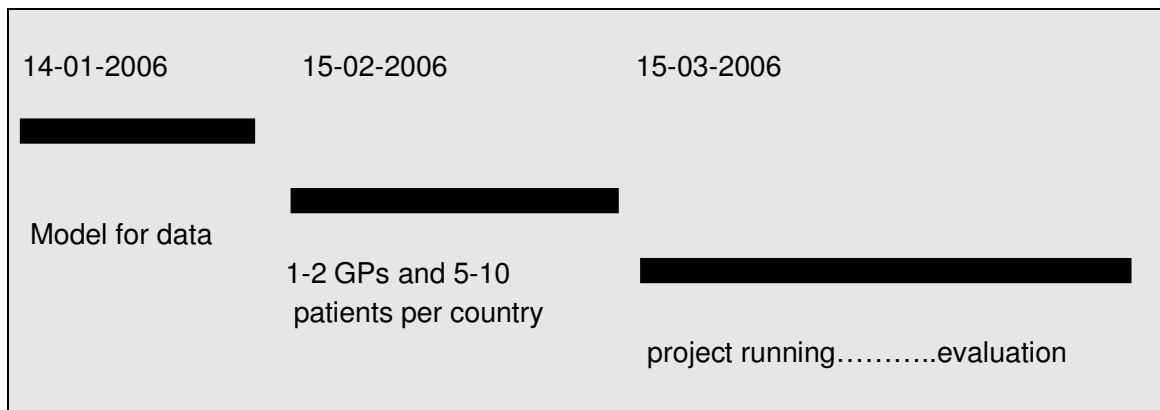 14-01-2006 15-02-2006 15-03-2006
Model for data
1-2 GPs and 5-10
patients per country
project running………..evaluation